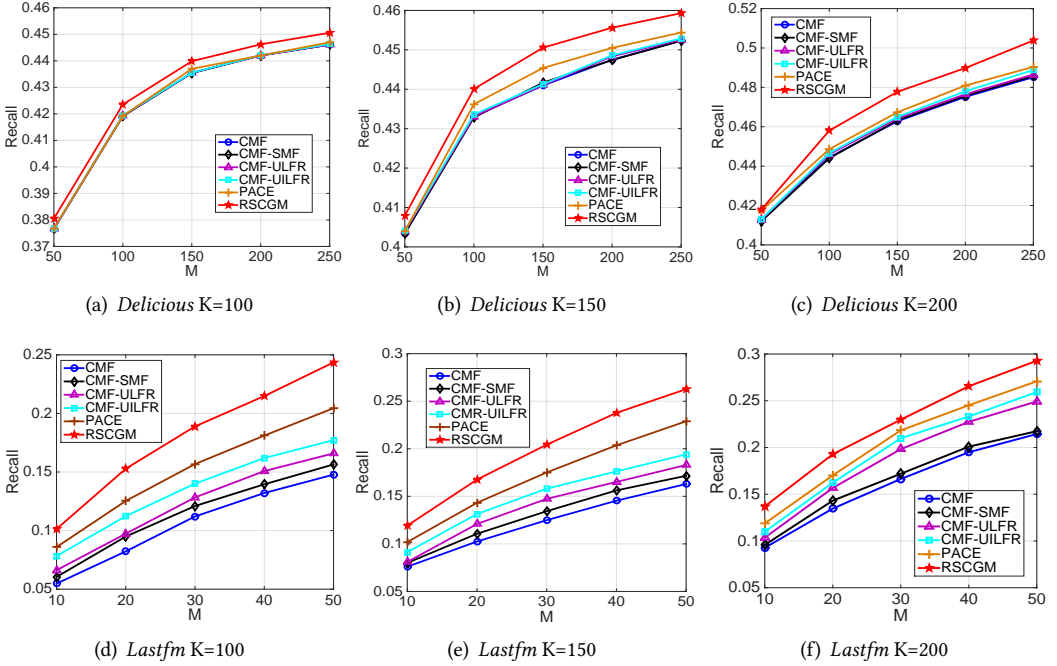 0.46
0.45
0.44
0.43
0.42
0.41
0.4
0.39
0.38
0.37
Recall
50 100 150 200 250
M
CMF
CMF-SMF
CMF-ULFR
CMF-UILFR
PACE
RSCGM
(a) Delicious K=100
0.46
0.45
0.44
0.43
0.42
0.41
0.4
Recall
50 100 150 200 250
M
CMF
CMF-SMF
CMF-ULFR
CMF-UILFR
PACE
RSCGM
(b) Delicious K=150
0.52
0.5
0.48
0.46
0.44
0.42
0.4
Recall
50 100 150 200 250
M
CMF
CMF-SMF
CMF-ULFR
CMF-UILFR
PACE
RSCGM
(c) Delicious K=200
0.25
0.2
0.15
0.1
0.05
Recall
10 20 30 40 50
M
CMF
CMF-SMF
CMF-ULFR
CMF-UILFR
PACE
RSCGM
(d) Lastfm K=100
0.3
0.25
0.2
0.15
0.1
0.05
Recall
10 20 30 40 50
M
CMF
CMF-SMF
CMF-ULFR
CMR-UILFR
PACE
RSCGM
(e) Lastfm K=150
0.3
0.25
0.2
0.15
0.1
0.05
Recall
10 20 30 40 50
M
CMF
CMF-SMF
CMF-ULFR
CMF-UILFR
PACE
RSCGM
(f) Lastfm K=200